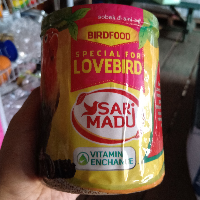 BIRDFOOD
SPECIAL FOR
LOVEBIRD
SARI
MADU
VITAMIN
ENCHANCE